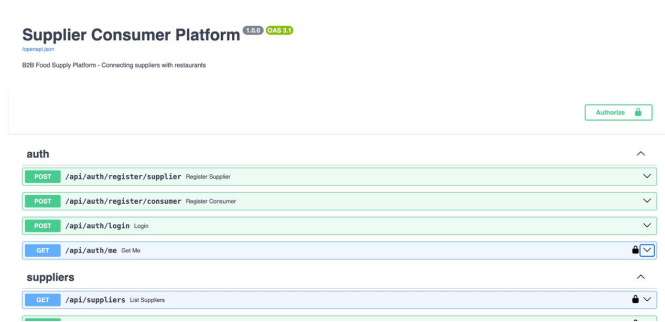 Supplier Consumer Platform 1.0.0 OAS 3.1
/openapi.json
B2B Food Supply Platform - Connecting suppliers with restaurants
Authorize
auth
POST /api/auth/register/supplier Register Supplier
POST /api/auth/register/consumer Register Consumer
POST /api/auth/login Login
GET /api/auth/me Get Me
suppliers
GET /api/suppliers List Suppliers